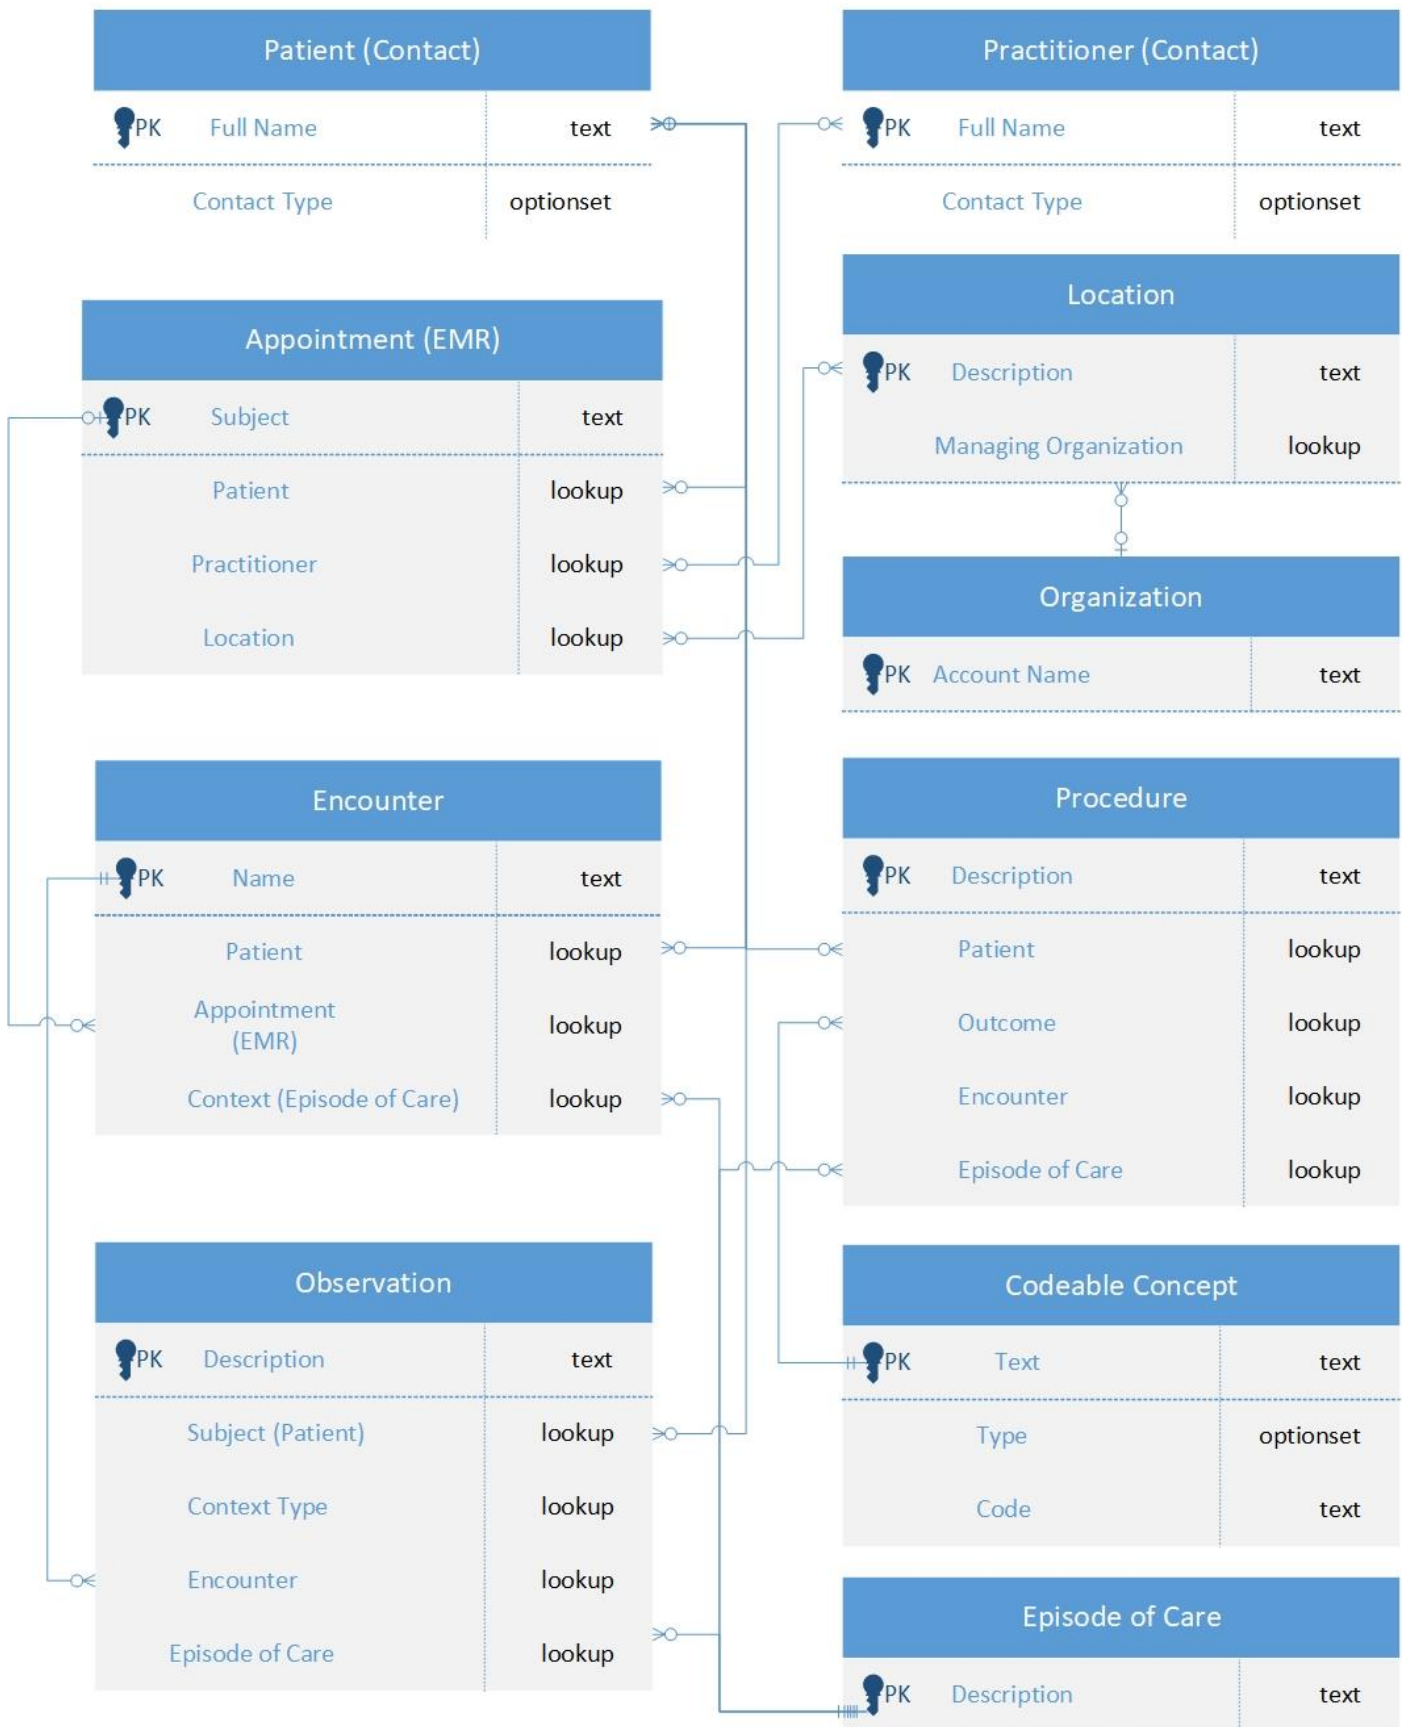 Patient (Contact)
PK Full Name text
Contact Type optionset
Practitioner (Contact)
PK Full Name text
Contact Type optionset
Location
PK Description text
Managing Organization lookup
Appointment (EMR)
PK Subject text
Patient lookup
Practitioner lookup
Location lookup
Organization
PK Account Name text
Encounter
PK Name text
Patient lookup
Appointment
(EMR) lookup
Context (Episode of Care) lookup
Procedure
PK Description text
Patient lookup
Outcome lookup
Encounter lookup
Episode of Care lookup
Observation
PK Description text
Subject (Patient) lookup
Context Type lookup
Encounter lookup
Episode of Care lookup
Codeable Concept
PK Text text
Type optionset
Code text
Episode of Care
PK Description text